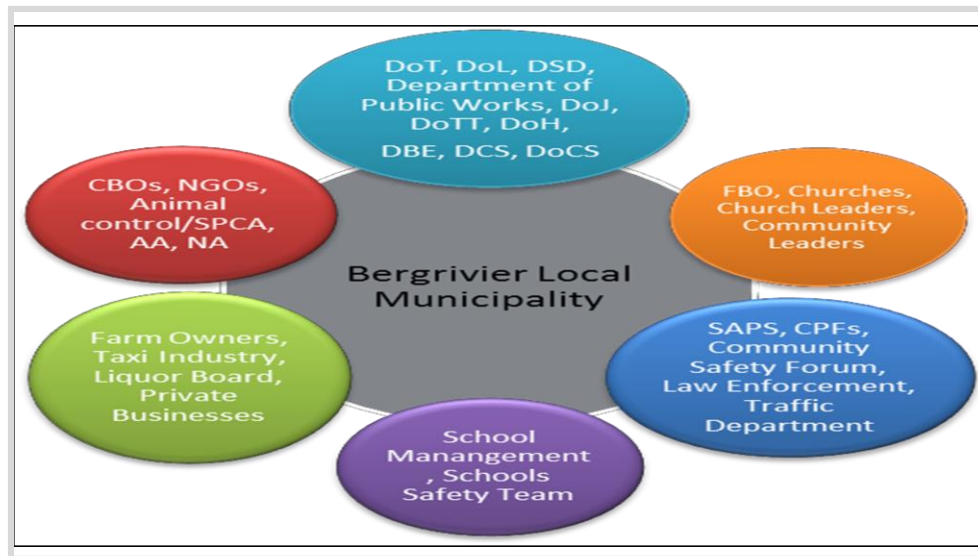 DoT, DoL, DSD,
Department of
Public Works, DoJ,
DoTT, DoH,
DBE, DCS, DoCS
CBOs, NGOs,
Animal
control/SPCA,
AA, NA
FBO, Churches,
Church Leaders,
Community
Leaders
Bergrivier Local
Municipality
Farm Owners,
Taxi Industry,
Liquor Board,
Private
Businesses
SAPS, CPFs,
Community
Safety Forum,
Law Enforcement,
Traffic
Department
School
Manangement
, Schools
Safety Team